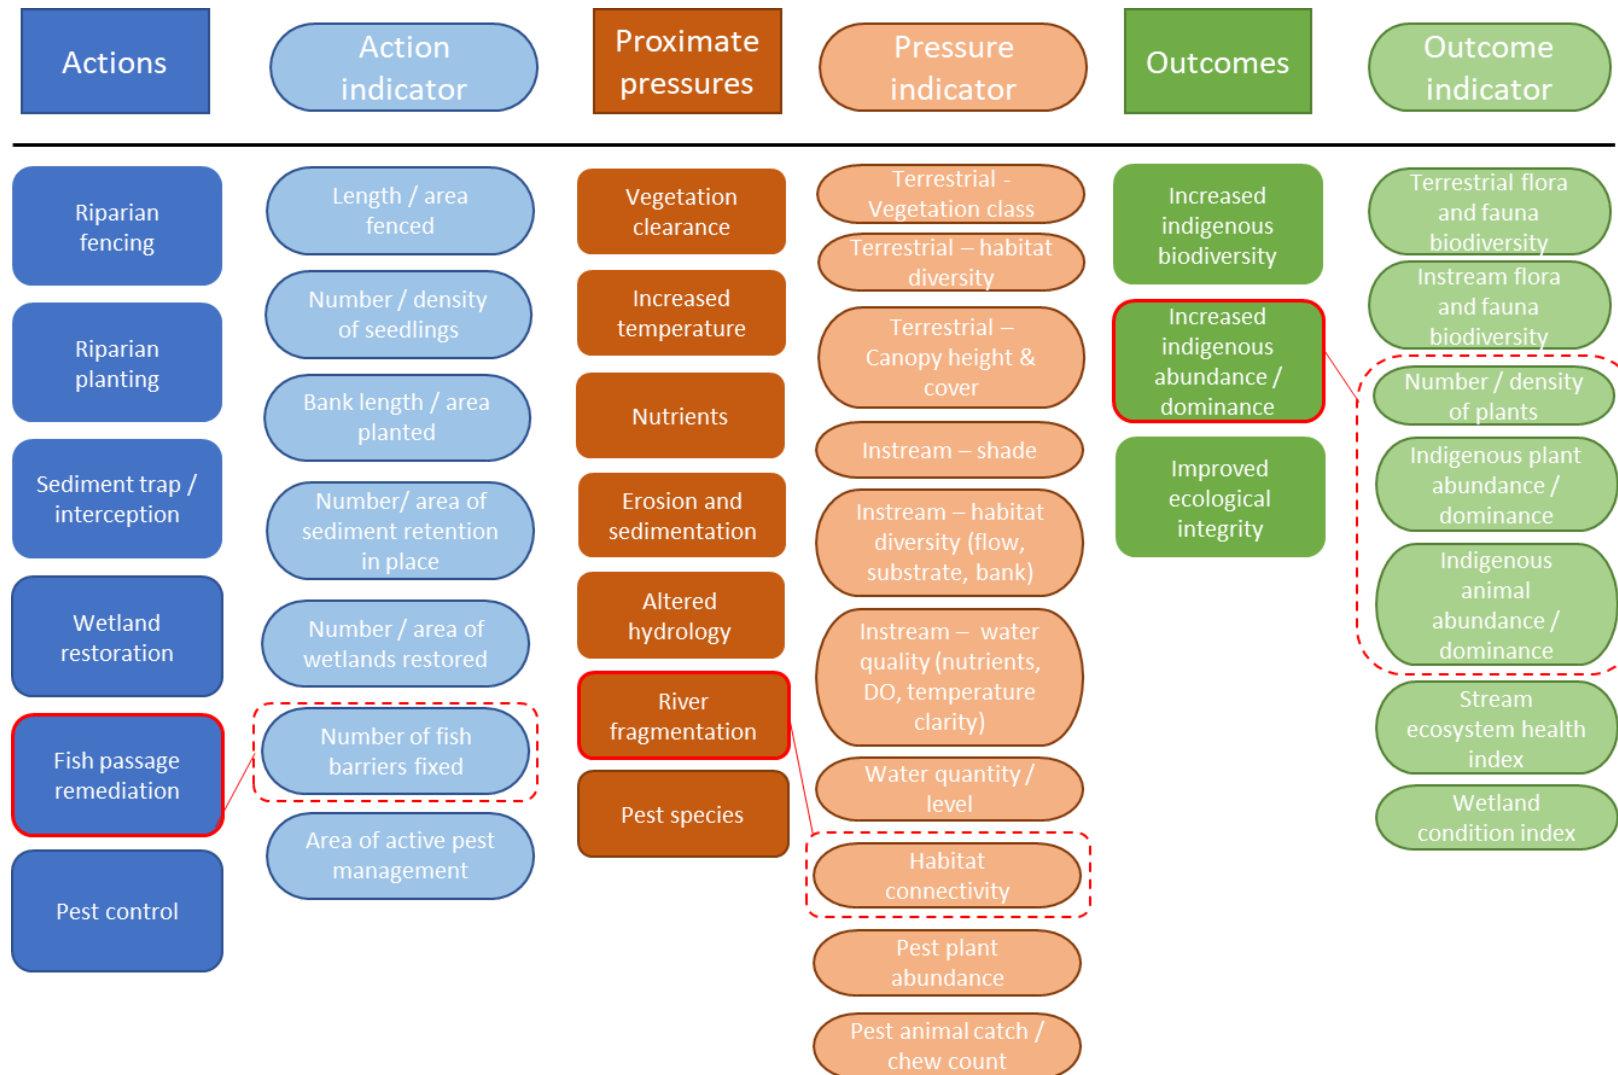 Actions
Action
indicator
Proximate
pressures
Pressure
indicator
Outcomes
Outcome
indicator
Riparian
fencing
Riparian
planting
Sediment trap /
interception
Wetland
restoration
Fish passage
remediation
Pest control
Length / area
fenced
Number / density
of seedlings
Bank length / area
planted
Number/ area of
sediment retention
in place
Number / area of
wetlands restored
Number of fish
barriers fixed
Area of active pest
management
Vegetation
clearance
Increased
temperature
Nutrients
Erosion and
sedimentation
Altered
hydrology
River
fragmentation
Pest species
Terrestrial -
Vegetation class
Terrestrial – habitat
diversity
Terrestrial –
Canopy height &
cover
Instream – shade
Instream – habitat
diversity (flow,
substrate, bank)
Instream – water
quality (nutrients,
DO, temperature
clarity)
Water quantity /
level
Habitat
connectivity
Pest plant
abundance
Pest animal catch /
chew count
Increased
indigenous
biodiversity
Increased
indigenous
abundance /
dominance
Improved
ecological
integrity
Terrestrial flora
and fauna
biodiversity
Instream flora
and fauna
biodiversity
Number / density
of plants
Indigenous plant
abundance /
dominance
Indigenous
animal
abundance /
dominance
Stream
ecosystem health
index
Wetland
condition index